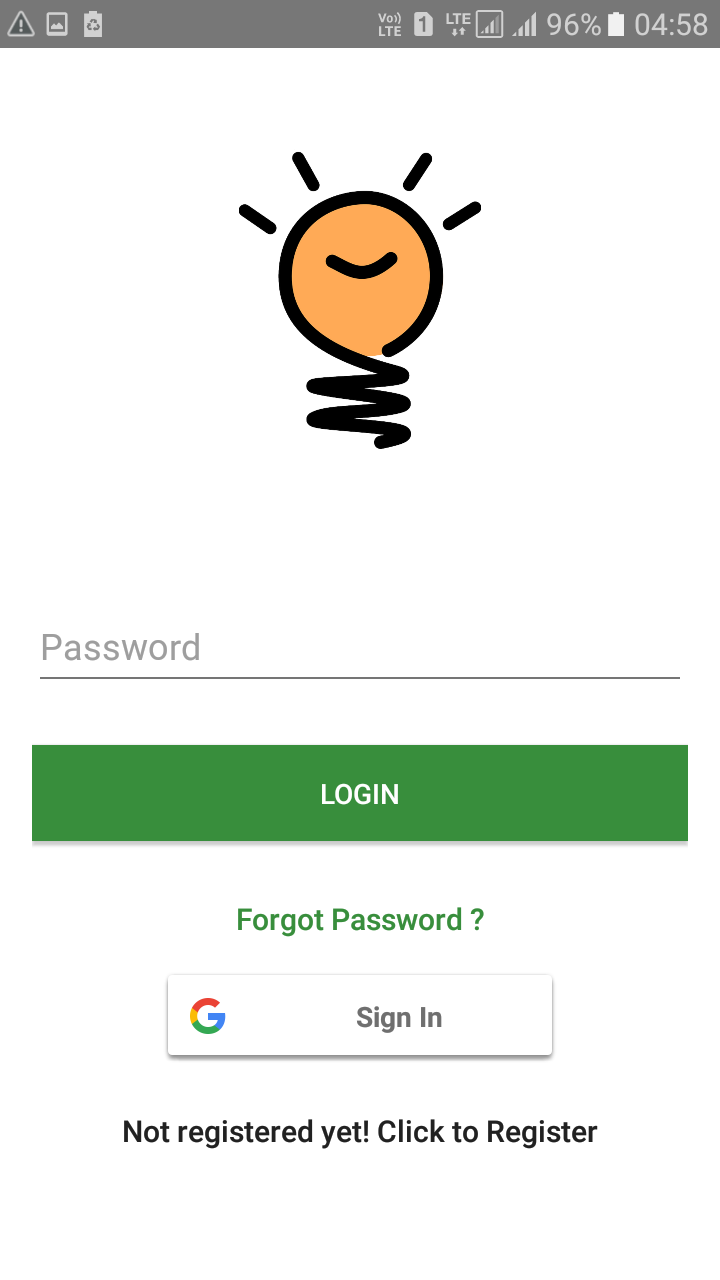 Vo)) LTE 1 LTE 96% 04:58
Password
LOGIN
Forgot Password ?
Sign In
Not registered yet! Click to Register